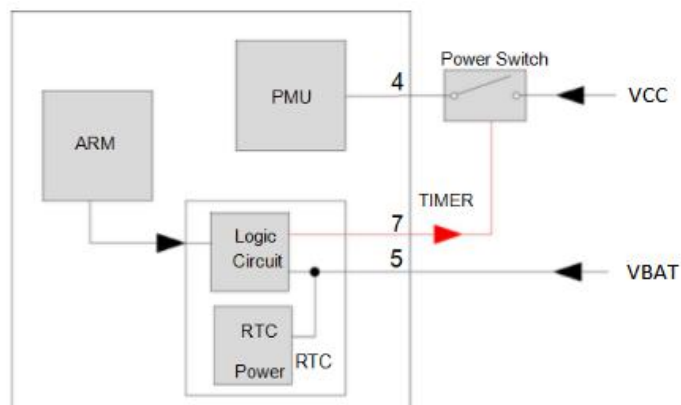 Power Switch
4
PMU
VCC
ARM
TIMER
7
Logic
Circuit
5
VBAT
RTC
RTC
Power